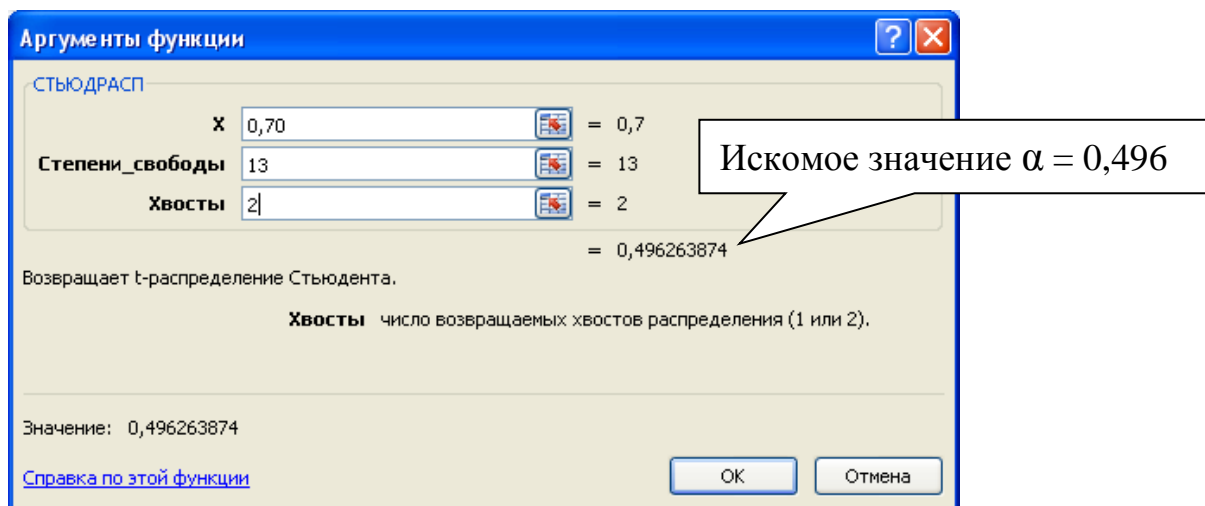 Аргументы функции
СТЬЮДРАСП
X 0,70 = 0,7
Степени_свободы 13 = 13
Хвосты 2 = 2
Искомое значение α = 0,496
= 0,496263874
Возвращает t-распределение Стьюдента.
Хвосты число возвращаемых хвостов распределения (1 или 2).
Значение: 0,496263874
Справка по этой функции OK Отмена